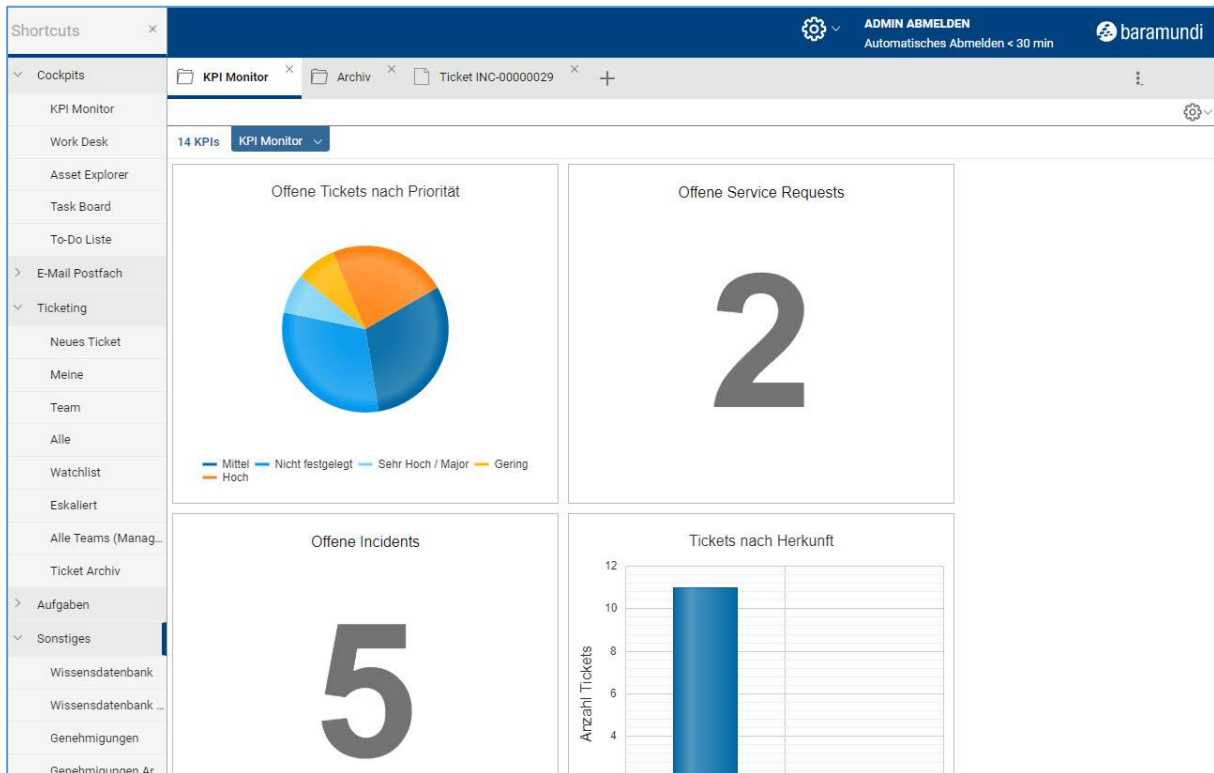 Shortcuts ×
ADMIN ABMELDEN
Automatisches Abmelden < 30 min
baramundi
Cockpits
KPI Monitor
Work Desk
Asset Explorer
Task Board
To-Do Liste
E-Mail Postfach
Ticketing
Neues Ticket
Meine
Team
Alle
Watchlist
Eskaliert
Alle Teams (Manag...
Ticket Archiv
Aufgaben
Sonstiges
Wissensdatenbank
Wissensdatenbank ...
Genehmigungen
Genehmigungen Ar
KPI Monitor × Archiv × Ticket INC-00000029 × +
14 KPIs KPI Monitor
Offene Tickets nach Priorität
Mittel Nicht festgelegt Sehr Hoch / Major Gering
Hoch
Offene Service Requests
2
Offene Incidents
5
Tickets nach Herkunft
Anzahl Tickets
12
10
8
6
4